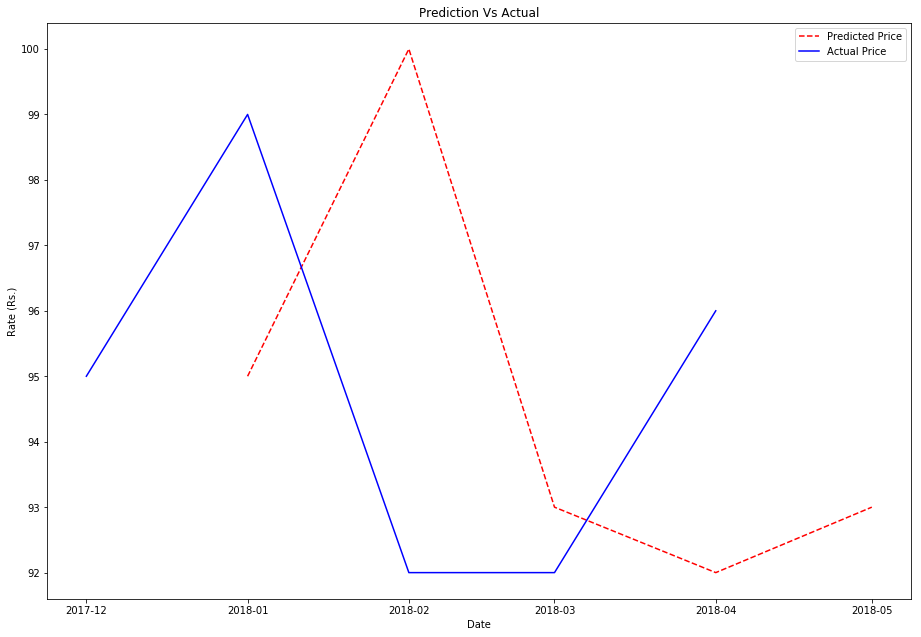 Prediction Vs Actual
Predicted Price
Actual Price
100
99
98
97
96
95
94
93
92
Rate (Rs.)
2017-12 2018-01 2018-02 2018-03 2018-04 2018-05
Date